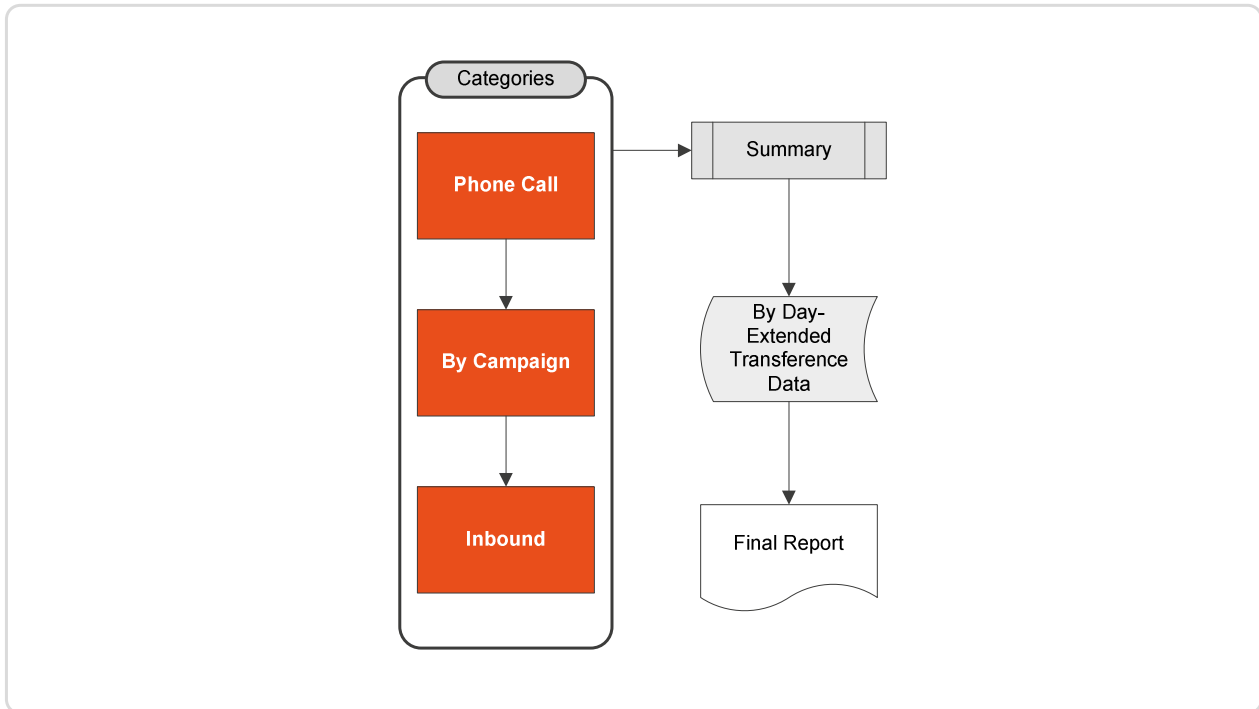 Categories
Phone Call
By Campaign
Inbound
Summary
By Day-
Extended
Transference
Data
Final Report